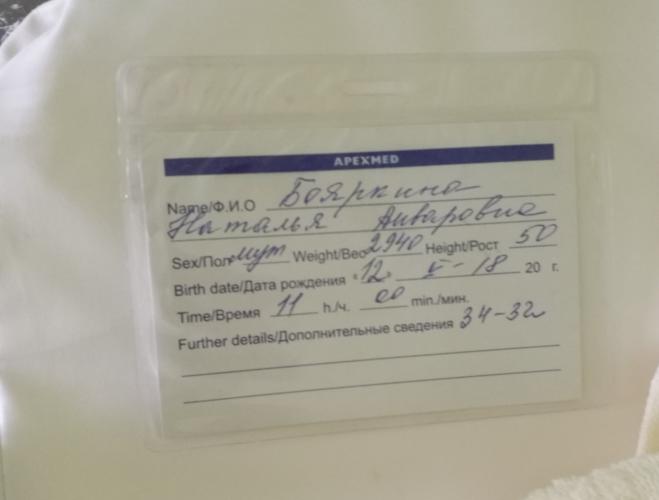 APEXMED
Name/Ф.И.О Бояркина
Наталья Анваровна
Sex/Пол муж Weight/Вес 2940 Height/Рост 50
Birth date/Дата рождения «12» V-18 20 г.
Time/Время 11 h./ч. 00 min./мин.
Further details/Дополнительные сведения 34-32